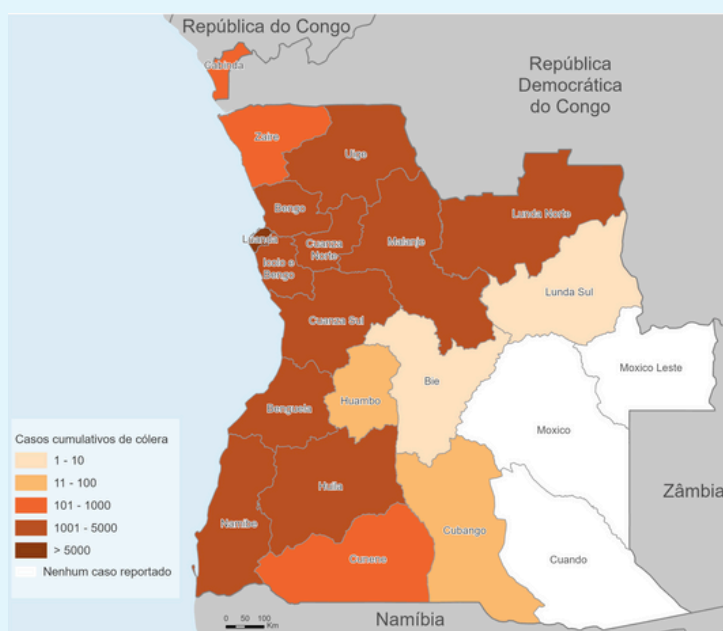 República do Congo
República
Democrática
do Congo
Cabinda
Zaire
Uige
Bengo
Lunda Norte
Luanda
Cuanza
Norte
Malanje
Icolo e
Bengo
Lunda Sul
Cuanza Sul
Moxico Leste
Bie
Huambo
Benguela
Moxico
Casos cumulativos de cólera
1 - 10
11 - 100
101 - 1000
1001 - 5000
> 5000
Nenhum caso reportado
Huila
Zâmbia
Namibe
Cubango
Cunene
Cuando
0 50 100
Km
Namíbia